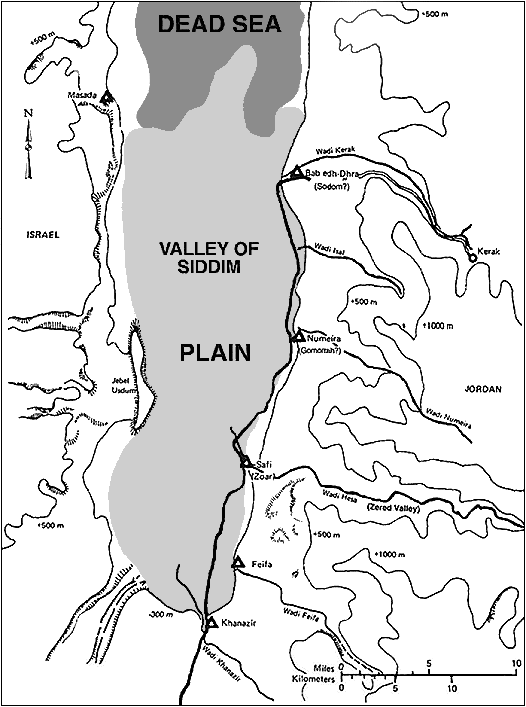 DEAD SEA
+500 m
+500 m
Masada
N
Wadi Kerak
Bab edh-Dhra
(Sodom?)
ISRAEL
VALLEY OF
SIDDIM
Wadi Isal
Kerak
+500 m
+1000 m
Numeira
(Gomorrah?)
PLAIN
Jebel
Usdum
JORDAN
Wadi Numeira
Safi
(Zoar)
Wadi Hesa
(Zered Valley)
+500 m
+500 m
+1000 m
Feifa
-300 m
Khanazir
Wadi Feifa
Wadi Khanazir
Miles
Kilometers
0 5 10
0 5 10